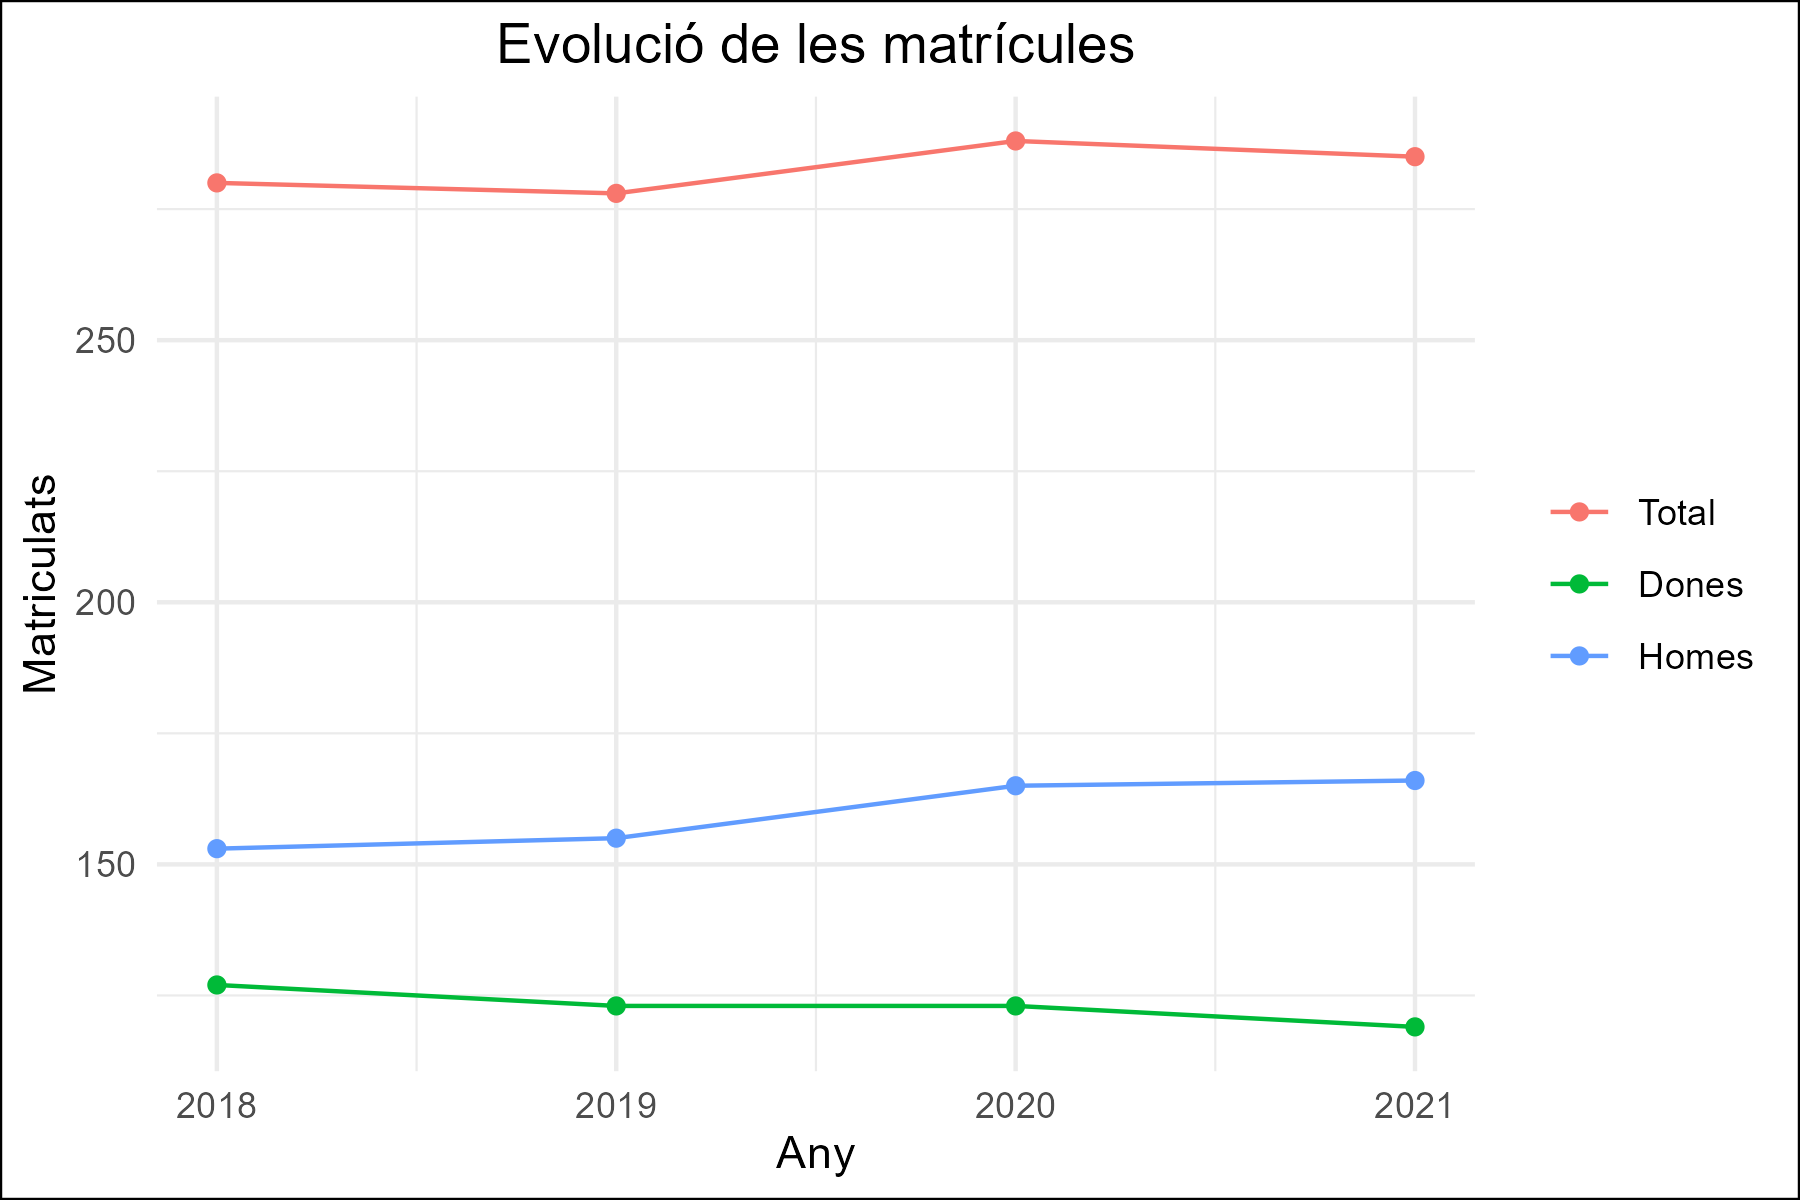 Evolució de les matrícules
250
200
150
Matriculats
2018 2019 2020 2021
Any
Total
Dones
Homes